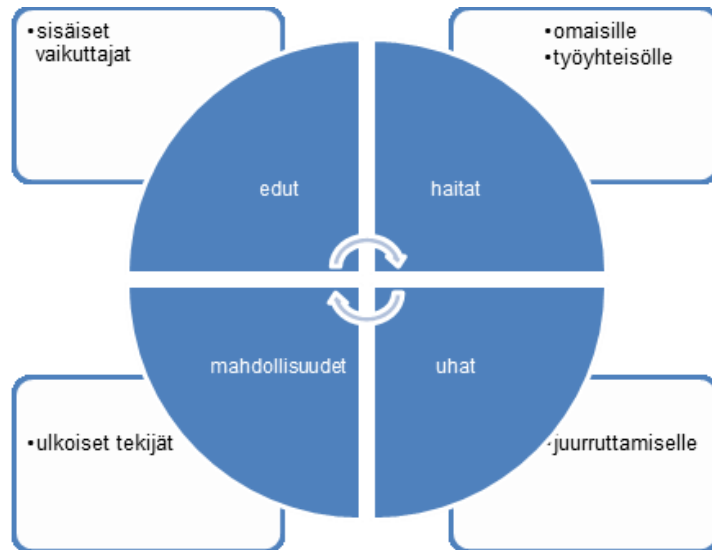 •sisäiset
vaikuttajat
•omaisille
•työyhteisölle
edut
haitat
mahdollisuudet
uhat
•ulkoiset tekijät
•juurruttamiselle